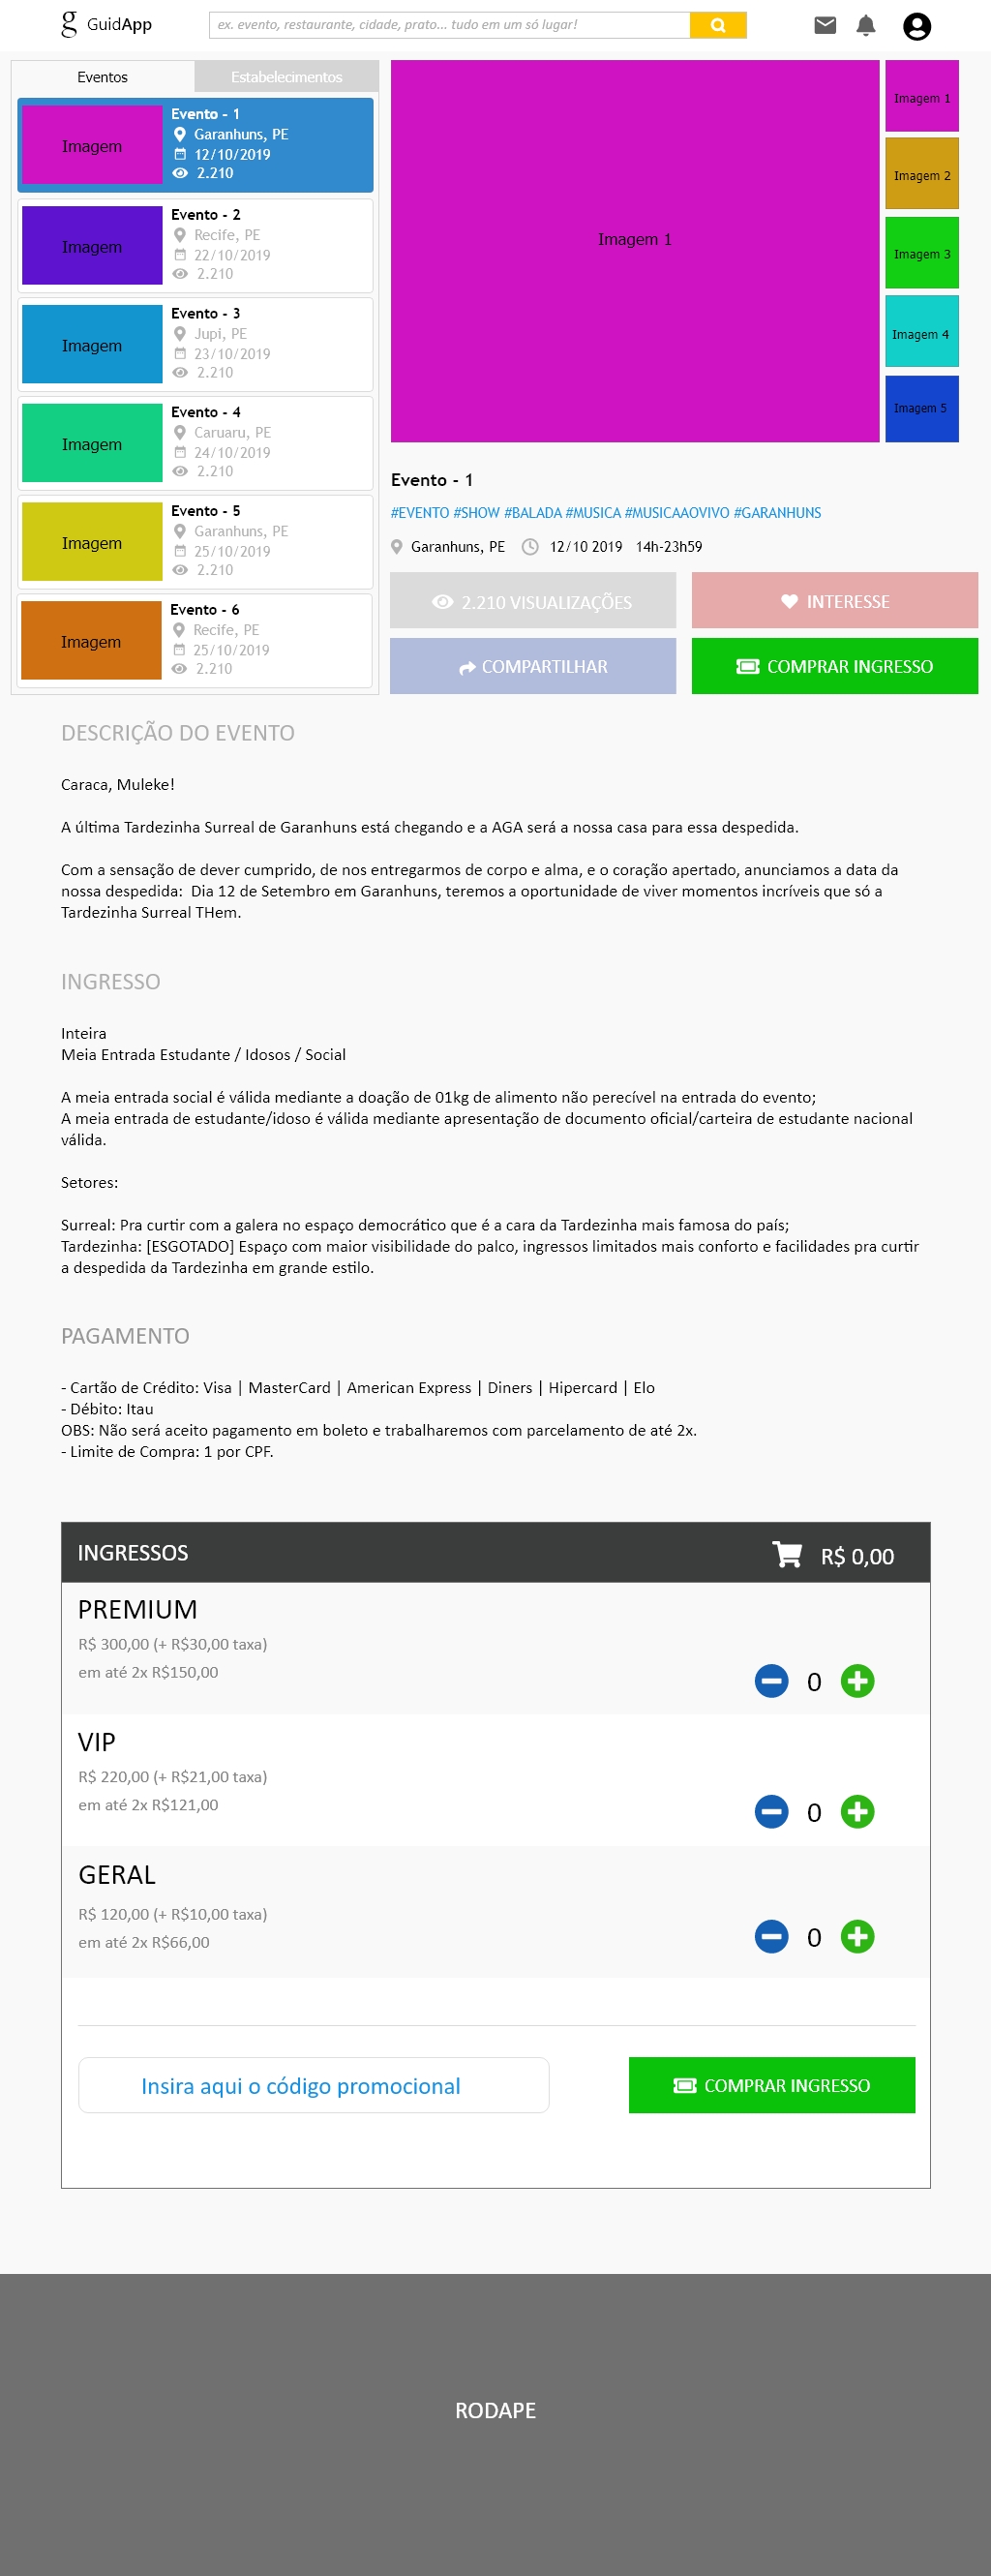 g GuidApp
ex. evento, restaurante, cidade, prato... tudo em um só lugar!
Eventos
Estabelecimentos
Imagem
Evento - 1
Garanhuns, PE
12/10/2019
2.210
Imagem
Evento - 2
Recife, PE
22/10/2019
2.210
Imagem
Evento - 3
Jupi, PE
23/10/2019
2.210
Imagem
Evento - 4
Caruaru, PE
24/10/2019
2.210
Imagem
Evento - 5
Garanhuns, PE
25/10/2019
2.210
Imagem
Evento - 6
Recife, PE
25/10/2019
2.210
Imagem 1
Imagem 1
Imagem 2
Imagem 3
Imagem 4
Imagem 5
Evento - 1
#EVENTO #SHOW #BALADA #MUSICA #MUSICAAOVIVO #GARANHUNS
Garanhuns, PE 12/10 2019 14h-23h59
2.210 VISUALIZAÇÕES
INTERESSE
COMPARTILHAR
COMPRAR INGRESSO
DESCRIÇÃO DO EVENTO
Caraca, Muleke!
A última Tardezinha Surreal de Garanhuns está chegando e a AGA será a nossa casa para essa despedida.
Com a sensação de dever cumprido, de nos entregarmos de corpo e alma, e o coração apertado, anunciamos a data da
nossa despedida: Dia 12 de Setembro em Garanhuns, teremos a oportunidade de viver momentos incríveis que só a
Tardezinha Surreal THem.
INGRESSO
Inteira
Meia Entrada Estudante / Idosos / Social
A meia entrada social é válida mediante a doação de 01kg de alimento não perecível na entrada do evento;
A meia entrada de estudante/idoso é válida mediante apresentação de documento oficial/carteira de estudante nacional
válida.
Setores:
Surreal: Pra curtir com a galera no espaço democrático que é a cara da Tardezinha mais famosa do país;
Tardezinha: [ESGOTADO] Espaço com maior visibilidade do palco, ingressos limitados mais conforto e facilidades pra curtir
a despedida da Tardezinha em grande estilo.
PAGAMENTO
- Cartão de Crédito: Visa | MasterCard | American Express | Diners | Hipercard | Elo
- Débito: Itau
OBS: Não será aceito pagamento em boleto e trabalharemos com parcelamento de até 2x.
- Limite de Compra: 1 por CPF.
INGRESSOS
R$ 0,00
PREMIUM
R$ 300,00 (+ R$30,00 taxa)
em até 2x R$150,00
0
VIP
R$ 220,00 (+ R$21,00 taxa)
em até 2x R$121,00
0
GERAL
R$ 120,00 (+ R$10,00 taxa)
em até 2x R$66,00
0
Insira aqui o código promocional
COMPRAR INGRESSO
RODAPE